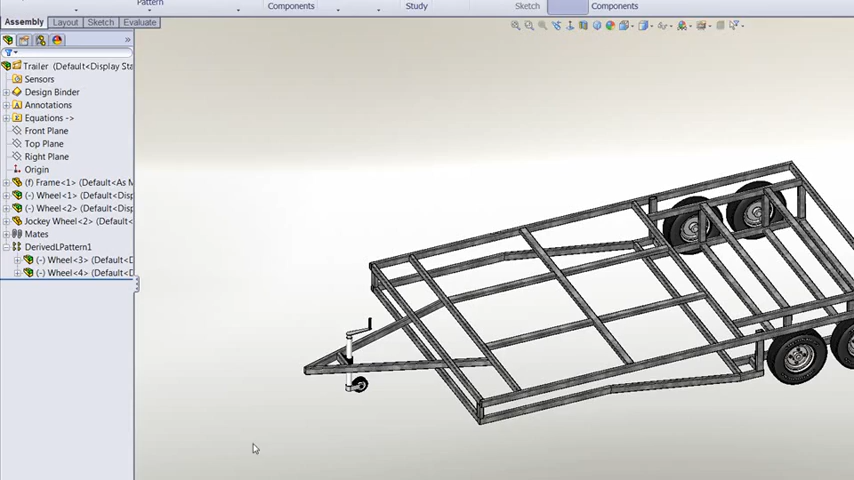 Pattern
Components
Study
Sketch
Components
Assembly
Layout
Sketch
Evaluate
Trailer (Default<Display Sta
Sensors
Design Binder
Annotations
Equations ->
Front Plane
Top Plane
Right Plane
Origin
(f) Frame<1> (Default<As M
(-) Wheel<1> (Default<Disp
(-) Wheel<2> (Default<Disp
Jockey Wheel<2> (Default<
Mates
DerivedLPattern1
(-) Wheel<3> (Default<D
(-) Wheel<4> (Default<D